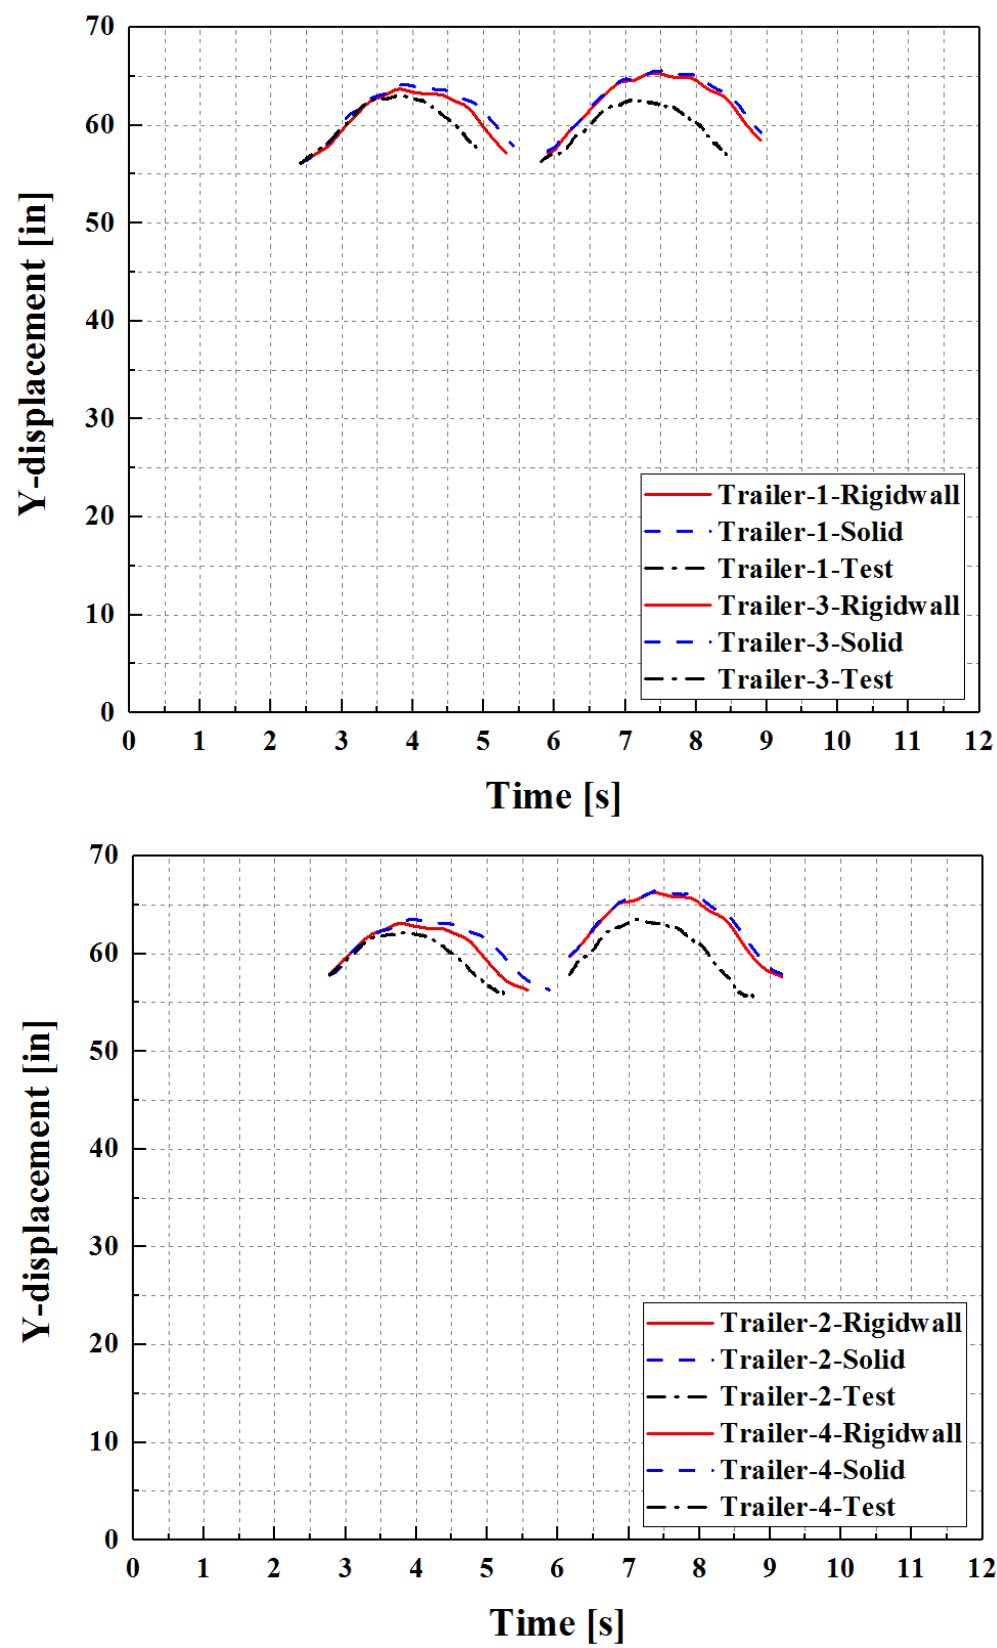 70
60
50
40
30
20
10
0
Y-displacement [in]
Trailer-1-Rigidwall
Trailer-1-Solid
Trailer-1-Test
Trailer-3-Rigidwall
Trailer-3-Solid
Trailer-3-Test
0 1 2 3 4 5 6 7 8 9 10 11 12
Time [s]
70
60
50
40
30
20
10
0
Y-displacement [in]
Trailer-2-Rigidwall
Trailer-2-Solid
Trailer-2-Test
Trailer-4-Rigidwall
Trailer-4-Solid
Trailer-4-Test
0 1 2 3 4 5 6 7 8 9 10 11 12
Time [s]